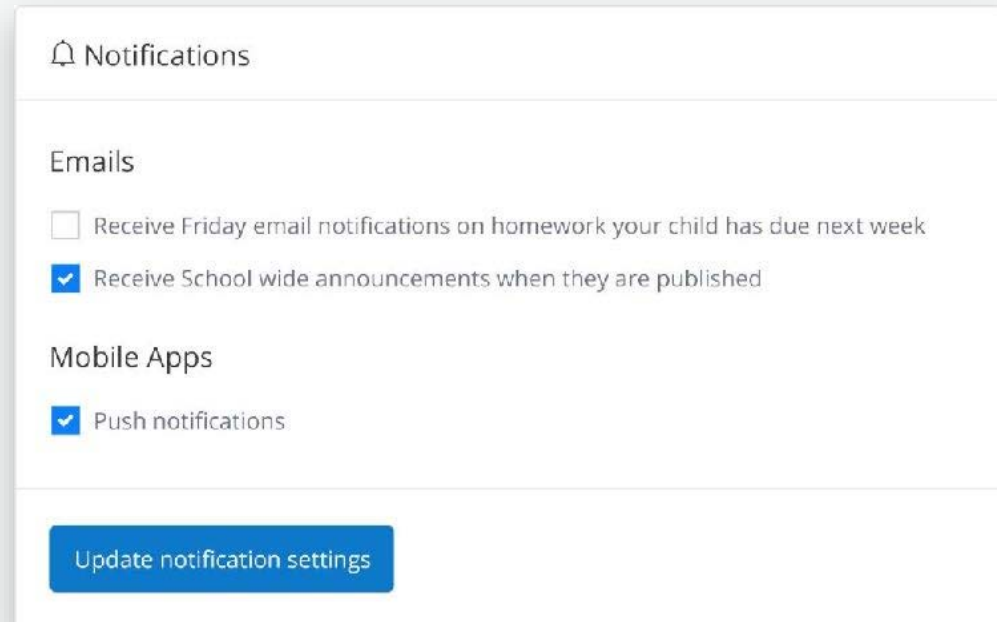 Notifications
Emails
Receive Friday email notifications on homework your child has due next week
Receive School wide announcements when they are published
Mobile Apps
Push notifications
Update notification settings